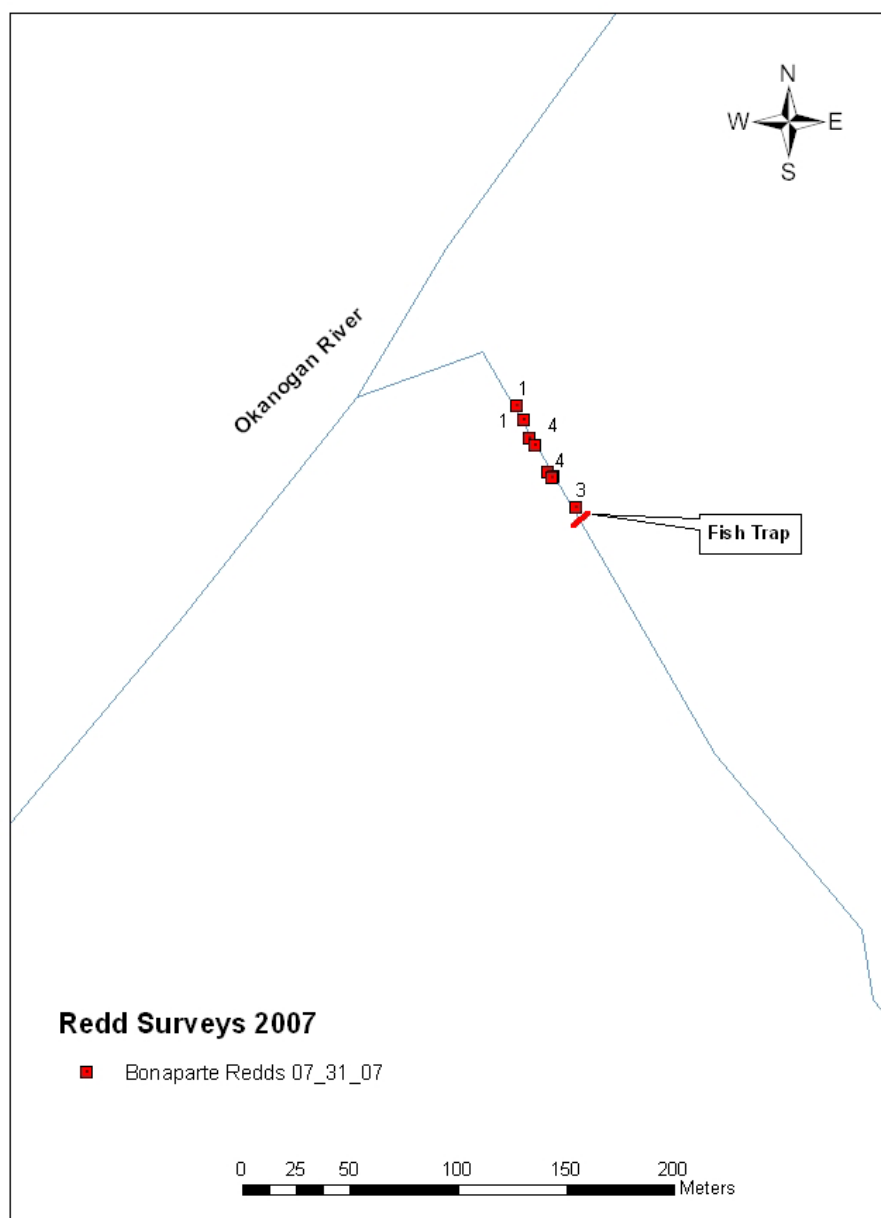 N
W E
S
Okanogan River
1
1 4
4
3
Fish Trap
Redd Surveys 2007
Bonaparte Redds 07_31_07
0 25 50 100 150 200
Meters